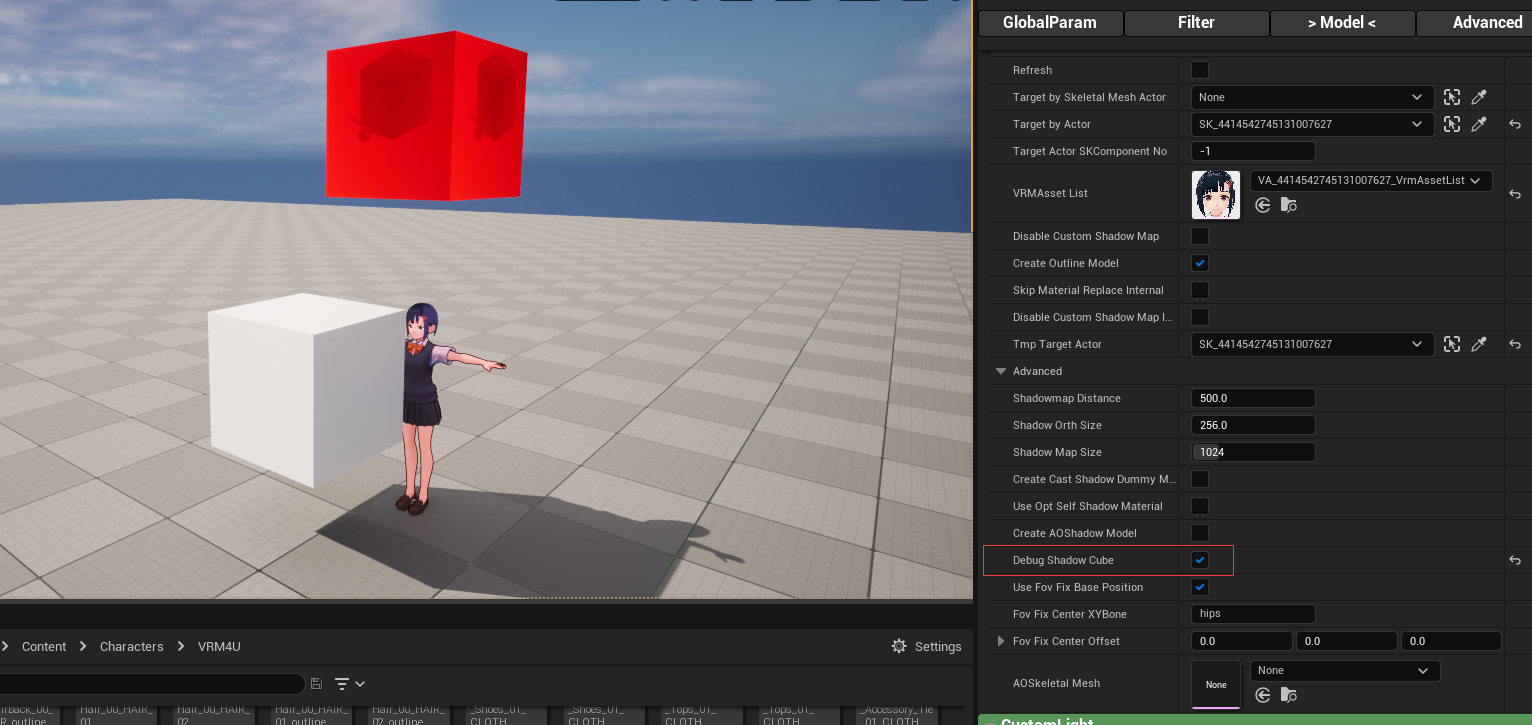 GlobalParam Filter > Model < Advanced
Refresh
Target by Skeletal Mesh Actor None
Target by Actor SK_4414542745131007627
Target Actor SKComponent No -1
VRMAsset List VA_4414542745131007627_VrmAssetList
Disable Custom Shadow Map
Create Outline Model
Skip Material Replace Internal
Disable Custom Shadow Map I...
Tmp Target Actor SK_4414542745131007627
Advanced
Shadowmap Distance 500.0
Shadow Orth Size 256.0
Shadow Map Size 1024
Create Cast Shadow Dummy M...
Use Opt Self Shadow Material
Create AOShadow Model
Debug Shadow Cube
Use Fov Fix Base Position
Fov Fix Center XYBone hips
Fov Fix Center Offset 0.0 0.0 0.0
AOSkeletal Mesh None None
CustomLight
Content > Characters > VRM4U Settings
Hair_00_HAIR_ Hair_00_HAIR_ Hair_00_HAIR_ Hair_00_HAIR_ _Shoes_01_ _Shoes_01_ _Tops_01_ _Tops_01_ _Accessory_Tie
R_outline 01 02 01_outline 02_outline CLOTH CLOTH CLOTH CLOTH _01_CLOTH